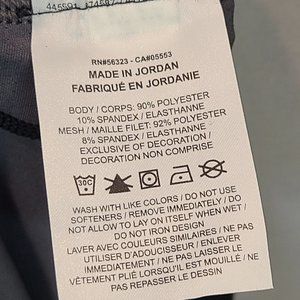 RN#56323 - CA#05553
MADE IN JORDAN
FABRIQUÉ EN JORDANIE
BODY / CORPS: 90% POLYESTER
10% SPANDEX / ELASTHANNE
MESH / MAILLE FILET: 92% POLYESTER
8% SPANDEX / ELASTHANNE
EXCLUSIVE OF DECORATION /
DECORATION NON COMPRISE
30C
WASH WITH LIKE COLORS / DO NOT USE
SOFTENERS / REMOVE IMMEDIATELY / DO
NOT ALLOW TO LAY ON ITSELF WHEN WET /
DO NOT IRON DESIGN
LAVER AVEC COULEURS SIMILAIRES / NE PAS
UTILISER D'ADOUCISSEUR / ENLEVER
IMMÉDIATEMENT / NE PAS LAISSER LE
VÊTEMENT PLIÉ LORSQU'IL EST MOUILLÉ / NE
PAS REPASSER LE DESSIN